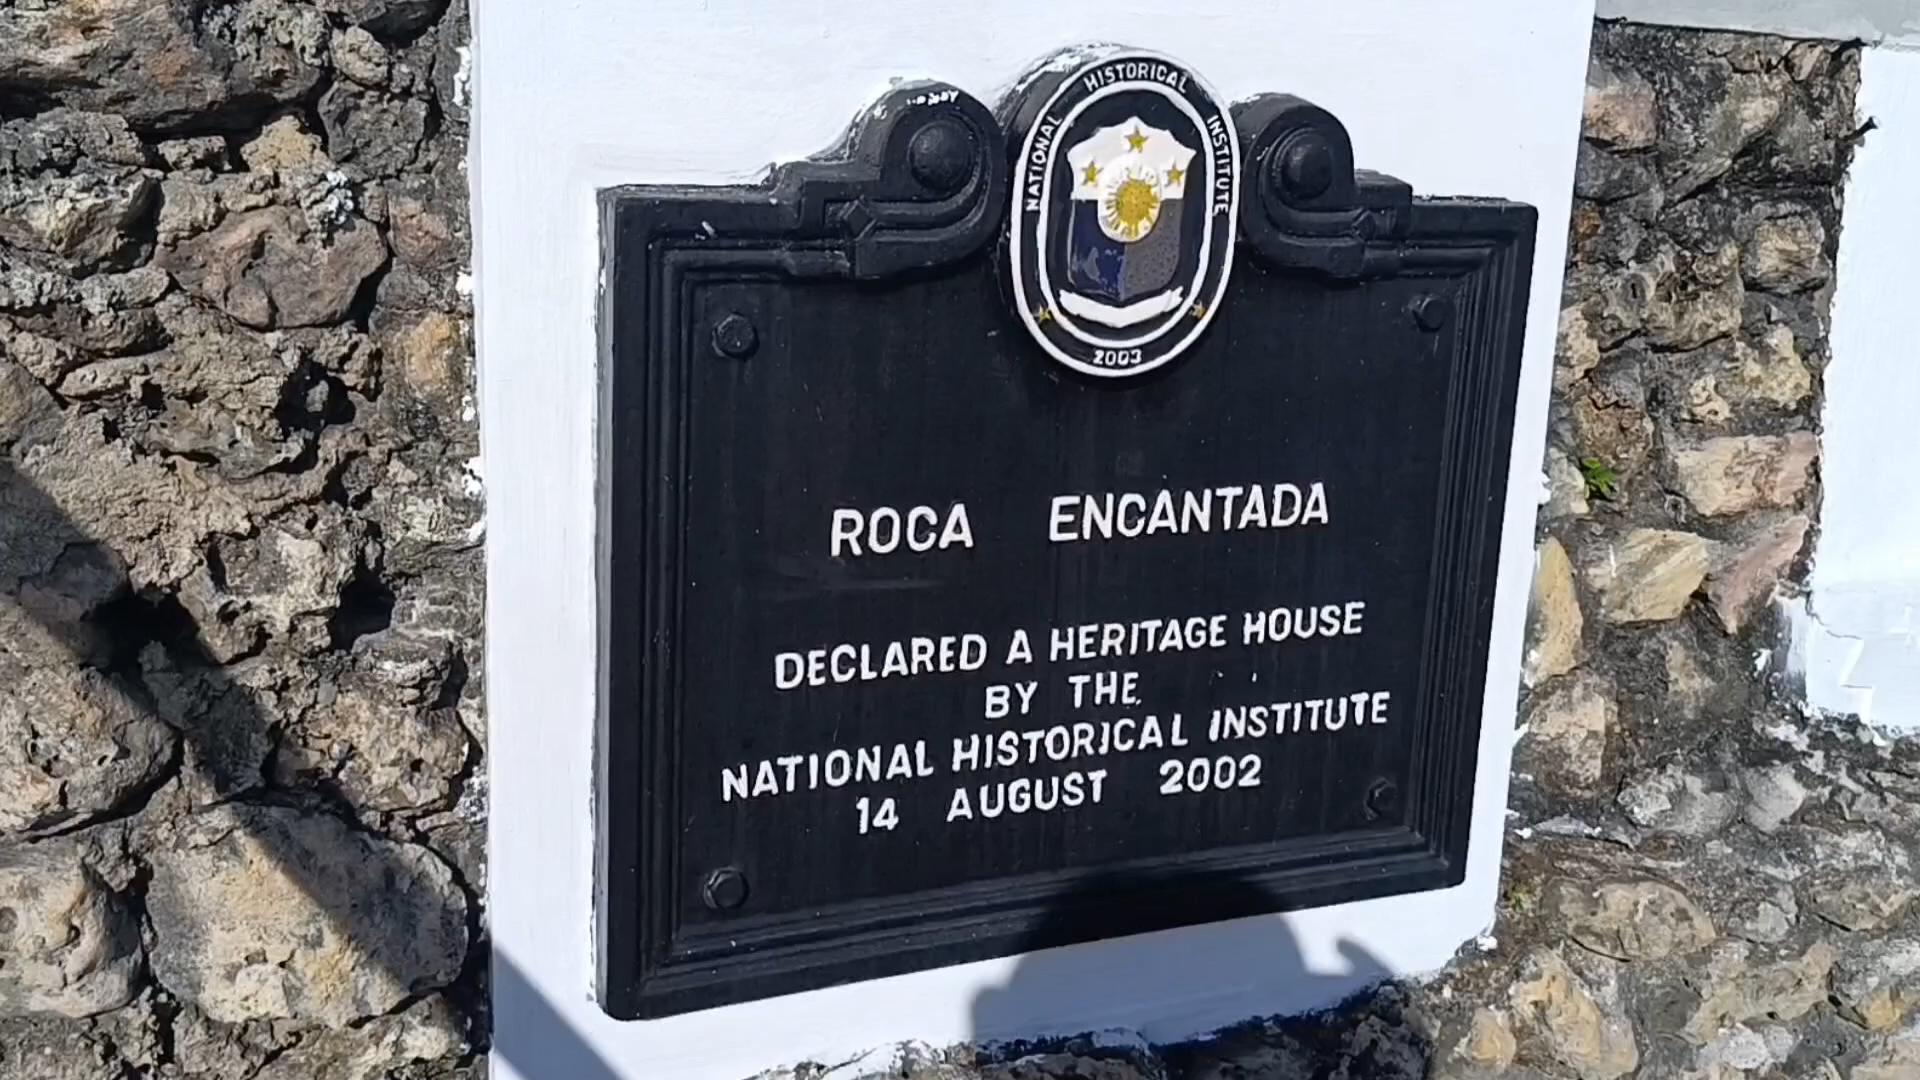 NATIONAL HISTORICAL INSTITUTE
2003
ROCA ENCANTADA
DECLARED A HERITAGE HOUSE
BY THE
NATIONAL HISTORICAL INSTITUTE
14 AUGUST 2002